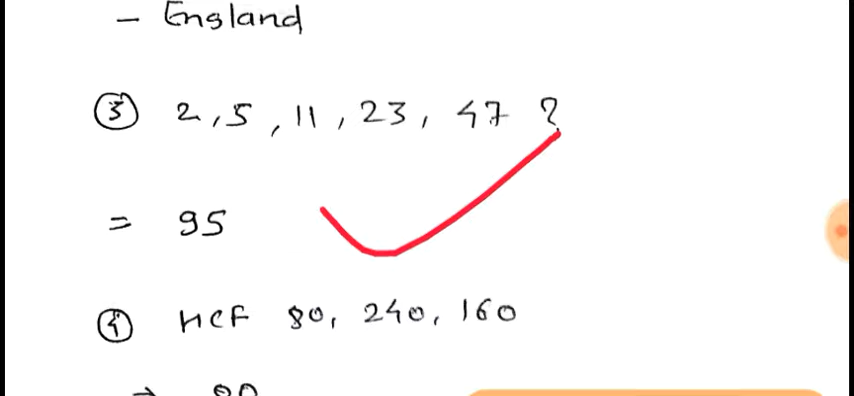 – England
③ 2, 5, 11, 23, 47 ?
= 95
④ HCF 80, 240, 160